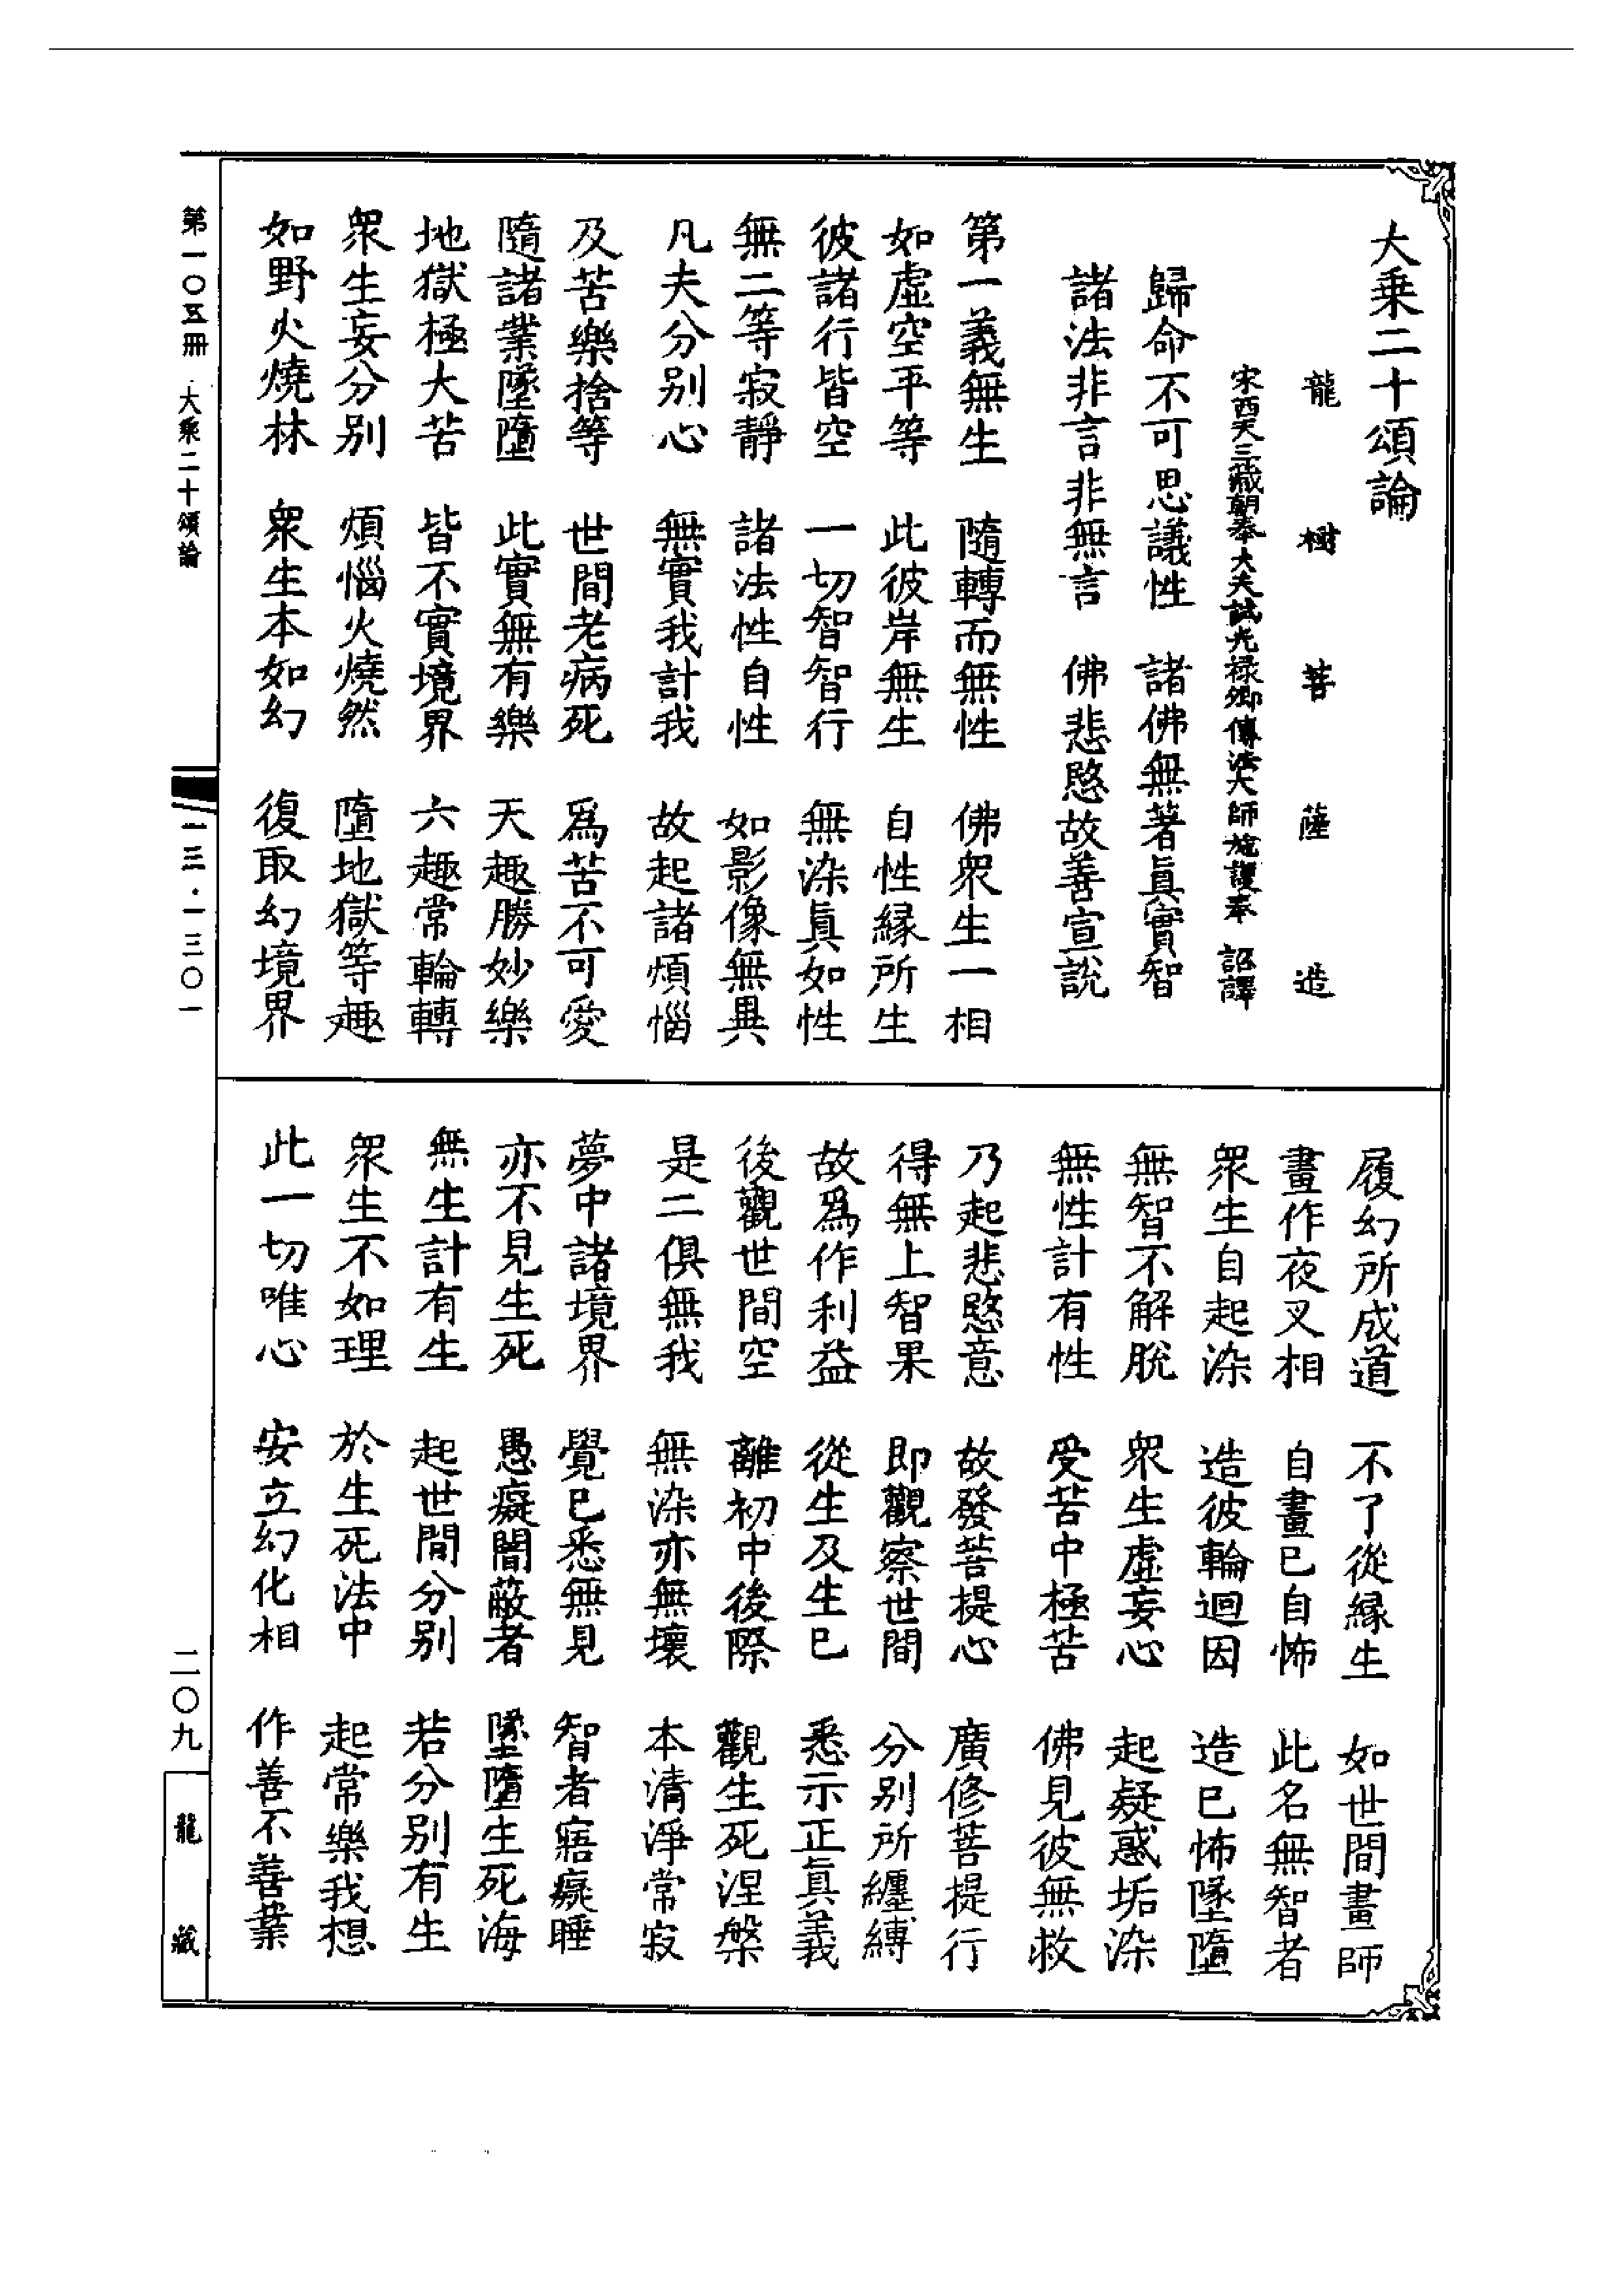 大乗二十頌論
龍樹菩薩造
宋西天三藏朝奉大夫試光禄卿傳法大師施護奉 詔譯
歸命不可思議性 諸佛無著眞實智
諸法非言非無言 佛悲愍故善宣說
第一義無生 隨轉而無性 佛衆生一相
如虛空平等 此彼岸無生 自性緣所生
彼諸行皆空 一切智智行 無染眞如性
無二等寂靜 諸法性自性 如影像無異
凡夫分別心 無實我計我 故起諸煩惱
及苦樂捨等 世間老病死 爲苦不可愛
隨諸業墜墮 此實無有樂 天趣勝妙樂
地獄極大苦 皆不實境界 六趣常輪轉
衆生妄分別 煩惱火燒然 墮地獄等趣
如野火燒林 衆生本如幻 復取幻境界
履幻所成道 不了從緣生 如世間畫師
畫作夜叉相 自畫已自怖 此名無智者
衆生自起染 造彼輪迴因 造已怖墜墮
無智不解脫 衆生虛妄心 起疑惑垢染
無性計有性 受苦中極苦 佛見彼無救
乃起悲愍意 故發菩提心 廣修菩提行
得無上智果 即觀察世間 分別所纏縛
故爲作利益 從生及生已 悉示正眞義
後觀世間空 離初中後際 觀生死涅槃
是二俱無我 無染亦無壞 本清淨常寂
夢中諸境界 覺已悉無見 智者寤癡睡
亦不見生死 愚癡闇蔽者 墜墮生死海
無生計有生 起世間分別 若分別有生
衆生不如理 於生死法中 起常樂我想
此一切唯心 安立幻化相 作善不善業
第一〇五冊 大乘二十頌論
一三·一三〇一
二〇九
龍藏